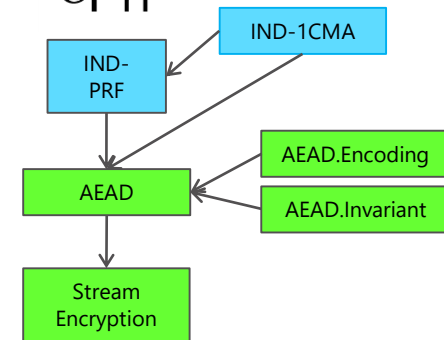 IND-1CMA
IND-
PRF
AEAD.Encoding
AEAD
AEAD.Invariant
Stream
Encryption